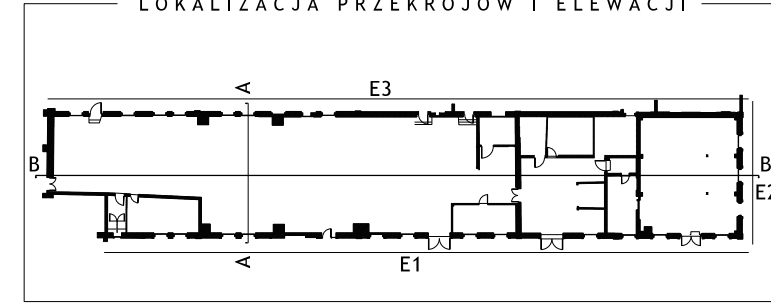 LOKALIZACJA PRZEKROJÓW I ELEWACJI
A
E3
B
B
E2
A
E1